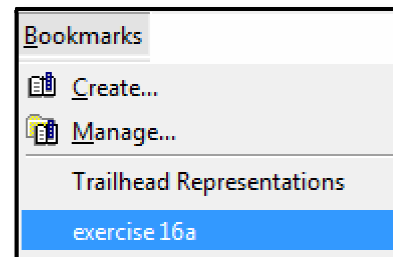 Bookmarks
Create...
Manage...
Trailhead Representations
exercise 16a